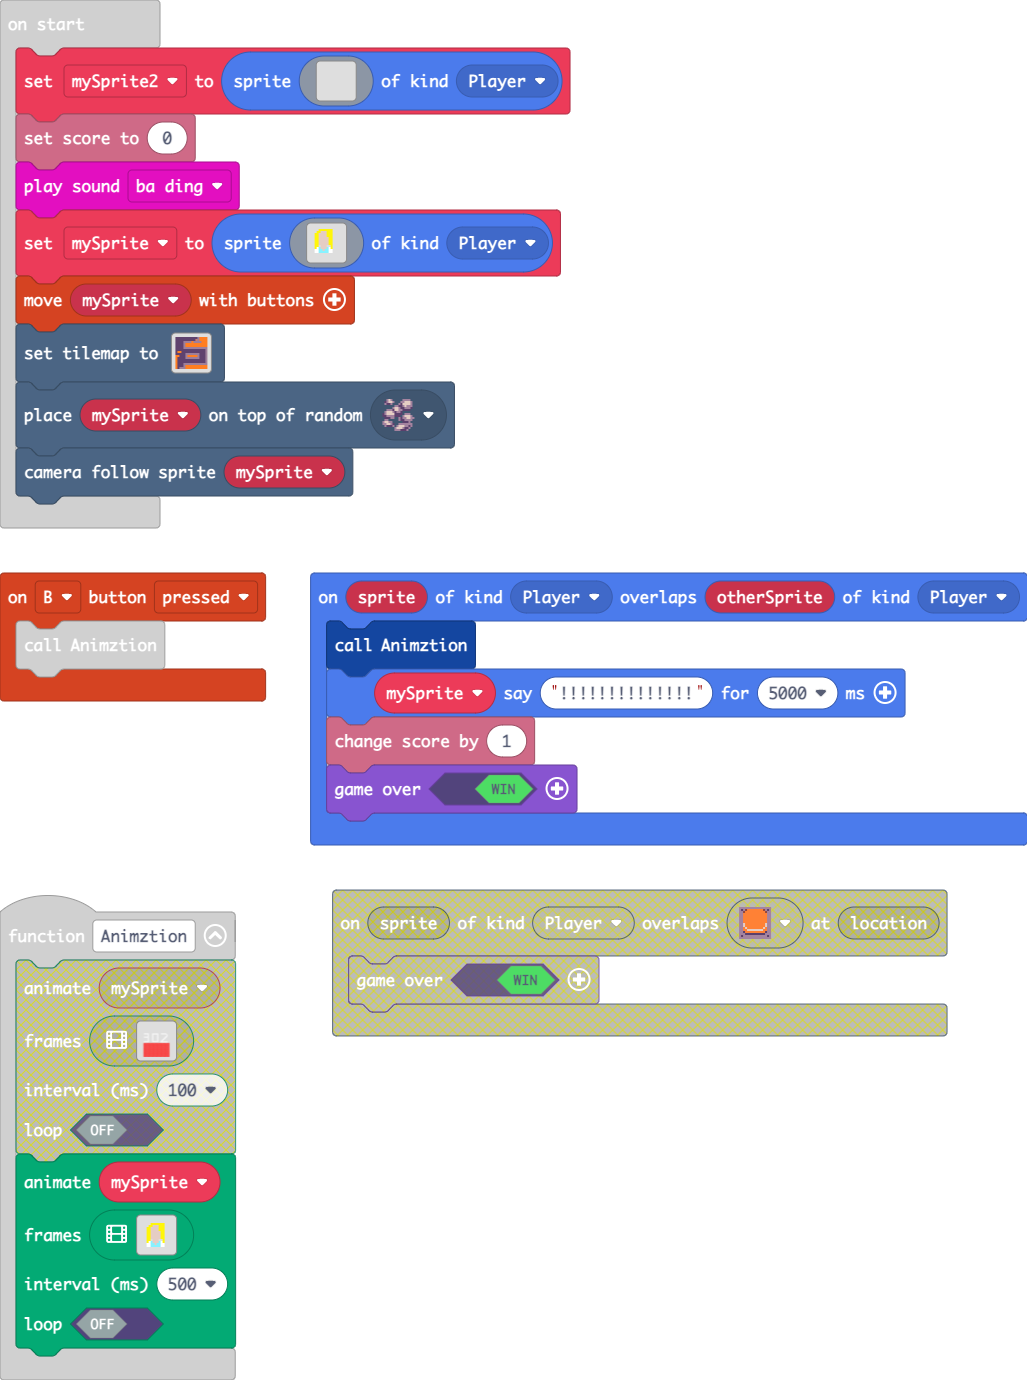 on start
set mySprite2 to sprite of kind Player
set score to 0
play sound ba ding
set mySprite to sprite of kind Player
move mySprite with buttons
set tilemap to
place mySprite on top of random
camera follow sprite mySprite
on B button pressed
call Animztion
on sprite of kind Player overlaps otherSprite of kind Player
call Animztion
mySprite say "!!!!!!!!!!!!!!" for 5000 ms
change score by 1
game over WIN
function Animztion
animate mySprite
frames
interval (ms) 100
loop OFF
animate mySprite
frames
interval (ms) 500
loop OFF
on sprite of kind Player overlaps at location
game over WIN